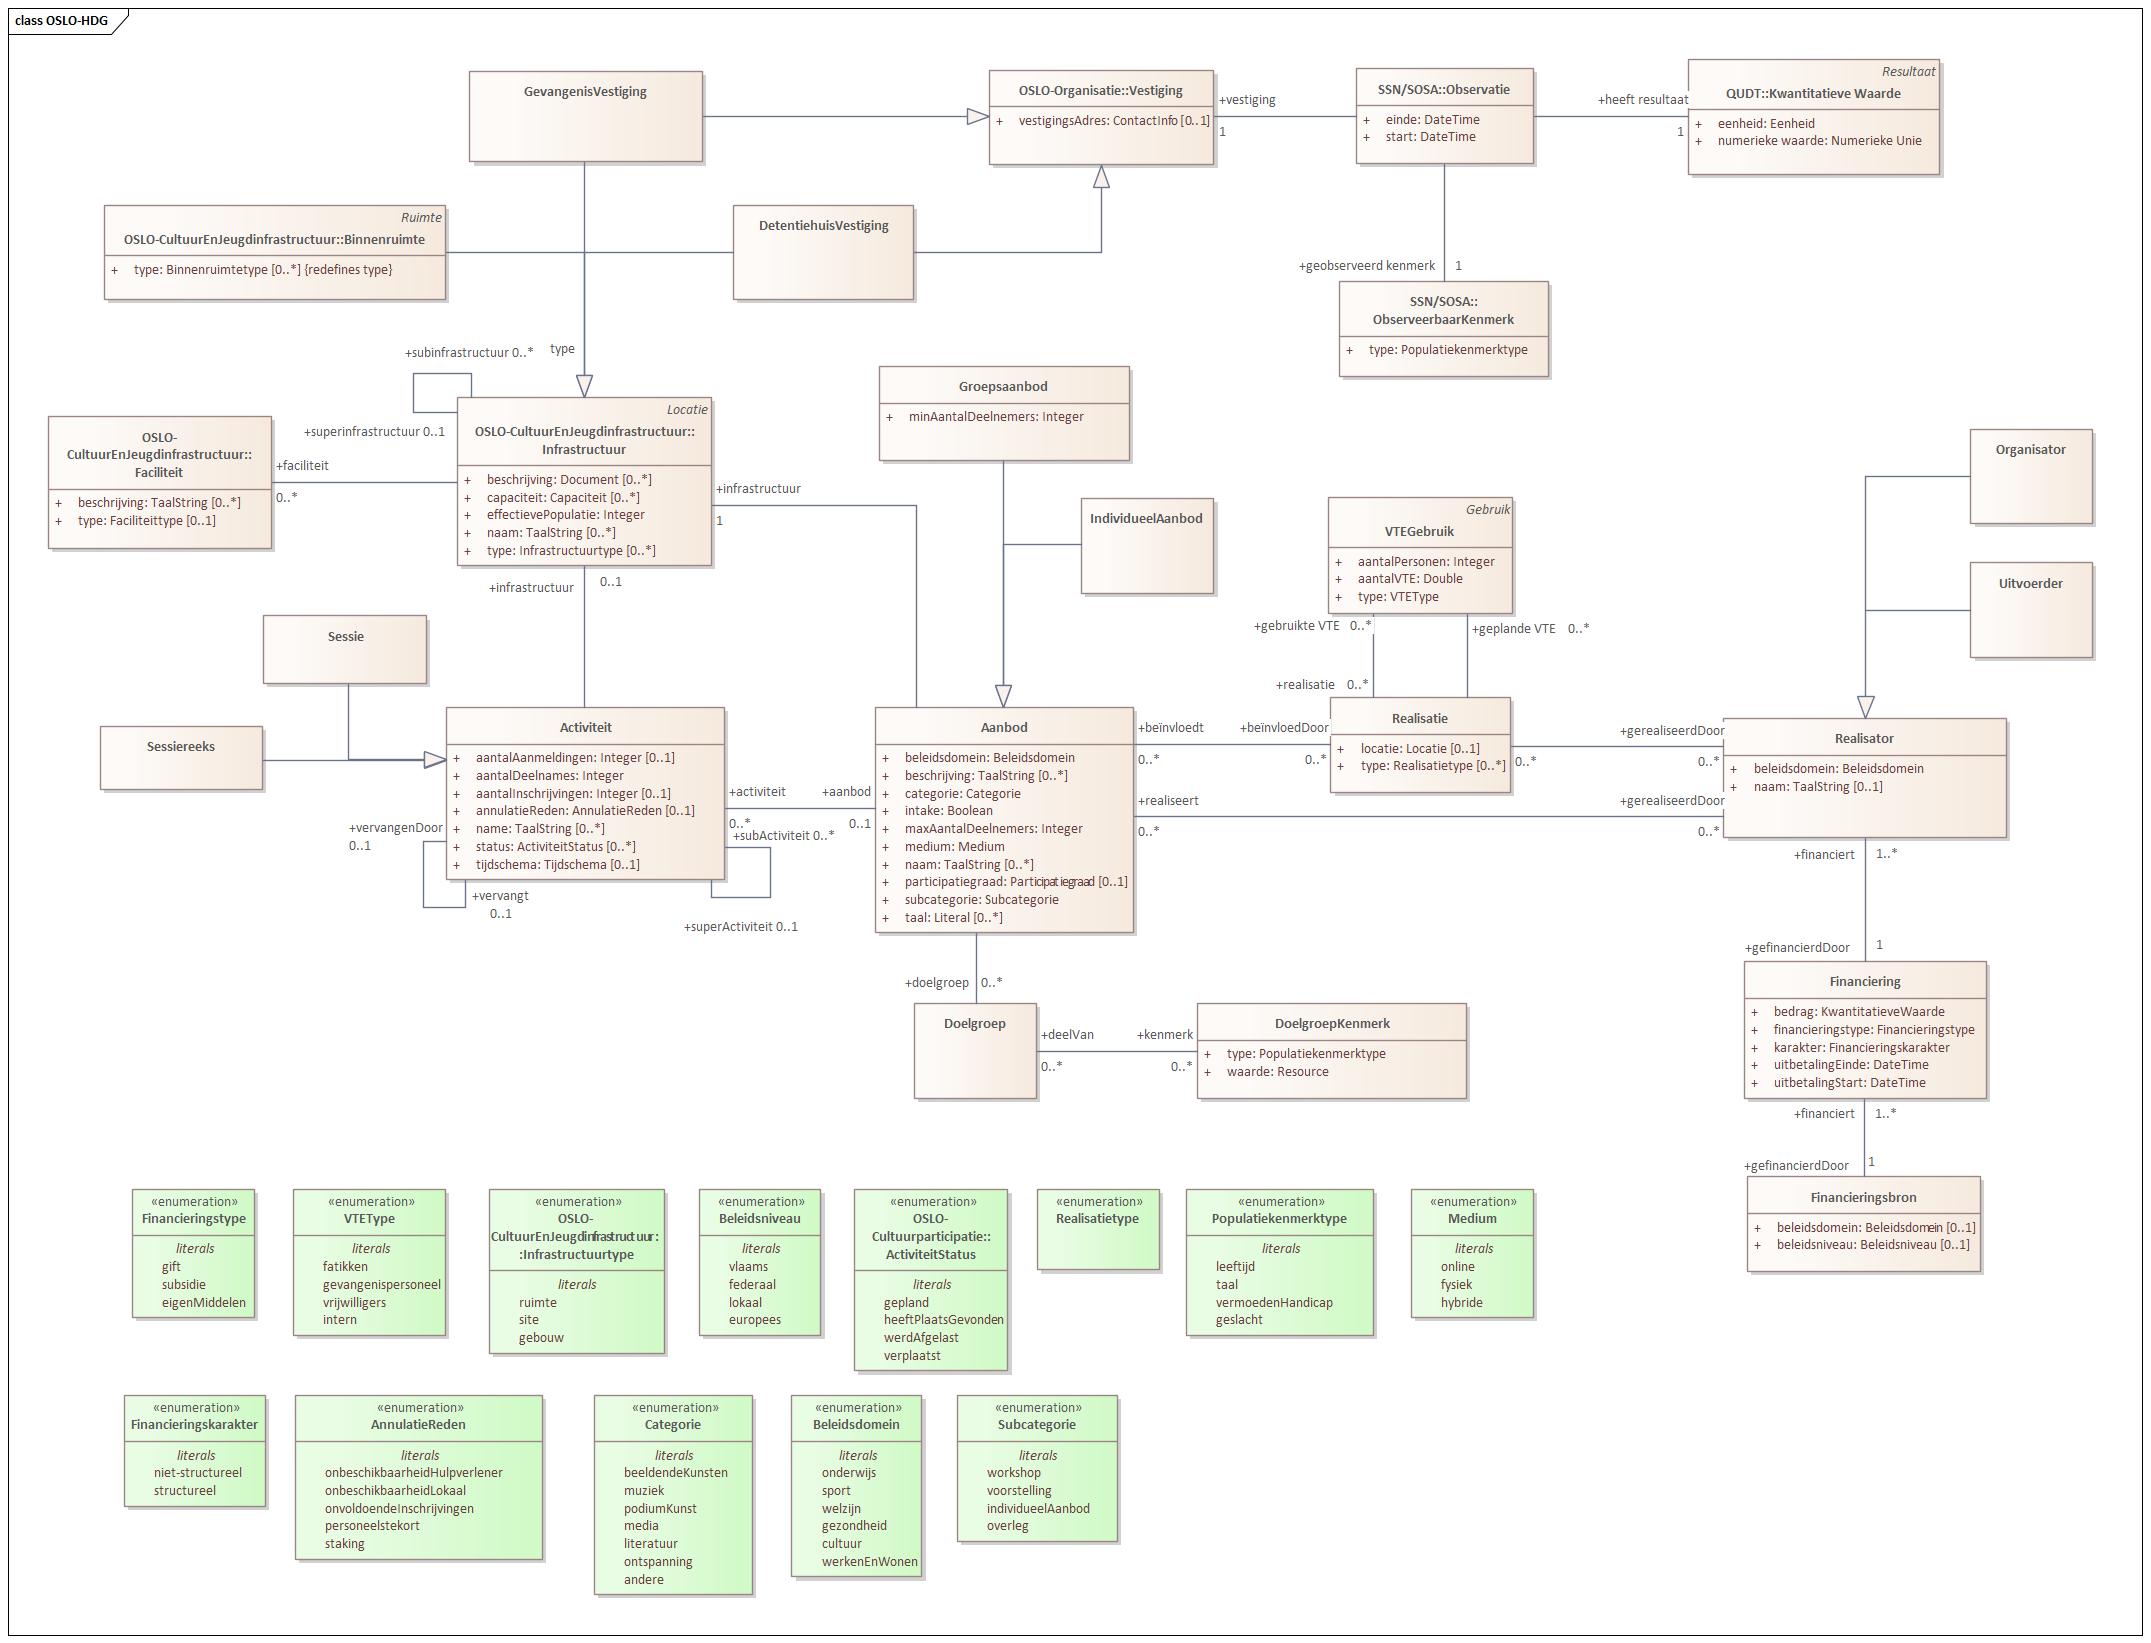 class OSLO-HDG
GevangenisVestiging
OSLO-Organisatie::Vestiging
+ vestigingsAdres: ContactInfo [0..1]
+vestiging
1
SSN/SOSA::Observatie
+ einde: DateTime
+ start: DateTime
+heeft resultaat
1
Resultaat
QUDT::Kwantitatieve Waarde
+ eenheid: Eenheid
+ numerieke waarde: Numerieke Unie
Ruimte
OSLO-CultuurEnJeugdinfrastructuur::Binnenruimte
+ type: Binnenruimtetype [0..*] {redefines type}
DetentiehuisVestiging
+geobserveerd kenmerk
1
SSN/SOSA::
ObserveerbaarKenmerk
+ type: Populatiekenmerktype
+subinfrastructuur 0..*
type
+superinfrastructuur 0..1
Locatie
OSLO-CultuurEnJeugdinfrastructuur::
Infrastructuur
+ beschrijving: Document [0..*]
+ capaciteit: Capaciteit [0..*]
+ effectievePopulatie: Integer
+ naam: TaalString [0..*]
+ type: Infrastructuurtype [0..*]
OSLO-
CultuurEnJeugdinfrastructuur::
Faciliteit
+ beschrijving: TaalString [0..*]
+ type: Faciliteittype [0..1]
+faciliteit
0..*
+infrastructuur
1
+infrastructuur
0..1
Groepsaanbod
+ minAantalDeelnemers: Integer
IndividueelAanbod
Gebruik
VTEGebruik
+ aantalPersonen: Integer
+ aantalVTE: Double
+ type: VTEType
+gebruikte VTE 0..*
+geplande VTE 0..*
+realisatie 0..*
Organisator
Uitvoerder
Sessie
Sessiereeks
Activiteit
+ aantalAanmeldingen: Integer [0..1]
+ aantalDeelnames: Integer
+ aantalInschrijvingen: Integer [0..1]
+ annulatieReden: AnnulatieReden [0..1]
+ name: TaalString [0..*]
+ status: ActiviteitStatus [0..*]
+ tijdschema: Tijdschema [0..1]
+vervangenDoor
0..1
+vervangt
0..1
+activiteit
0..*
+aanbod
0..1
+subActiviteit 0..*
+superActiviteit 0..1
Aanbod
+ beleidsdomein: Beleidsdomein
+ beschrijving: TaalString [0..*]
+ categorie: Categorie
+ intake: Boolean
+ maxAantalDeelnemers: Integer
+ medium: Medium
+ naam: TaalString [0..*]
+ participatiegraad: Participatiegraad [0..1]
+ subcategorie: Subcategorie
+ taal: Literal [0..*]
+beïnvloedt
0..*
+beïnvloedDoor
0..*
Realisatie
+ locatie: Locatie [0..1]
+ type: Realisatietype [0..*]
0..*
+gerealiseerdDoor
0..*
+realiseert
0..*
+gerealiseerdDoor
0..*
Realisator
+ beleidsdomein: Beleidsdomein
+ naam: TaalString [0..1]
+financiert 1..*
+gefinancierdDoor 1
+doelgroep 0..*
Doelgroep
+deelVan
0..*
+kenmerk
0..*
DoelgroepKenmerk
+ type: Populatiekenmerktype
+ waarde: Resource
Financiering
+ bedrag: KwantitatieveWaarde
+ financieringstype: Financieringstype
+ karakter: Financieringskarakter
+ uitbetalingEinde: DateTime
+ uitbetalingStart: DateTime
+financiert 1..*
+gefinancierdDoor 1
Financieringsbron
+ beleidsdomein: Beleidsdomein [0..1]
+ beleidsniveau: Beleidsniveau [0..1]
«enumeration»
Financieringstype
literals
gift
subsidie
eigenMiddelen
«enumeration»
VTEType
literals
fatikken
gevangenispersoneel
vrijwilligers
intern
«enumeration»
OSLO-
CultuurEnJeugdinfrastructuur:
:Infrastructuurtype
literals
ruimte
site
gebouw
«enumeration»
Beleidsniveau
literals
vlaams
federaal
lokaal
europees
«enumeration»
OSLO-
Cultuurparticipatie::
ActiviteitStatus
literals
gepland
heeftPlaatsGevonden
werdAfgelast
verplaatst
«enumeration»
Realisatietype
«enumeration»
Populatiekenmerktype
literals
leeftijd
taal
vermoedenHandicap
geslacht
«enumeration»
Medium
literals
online
fysiek
hybride
«enumeration»
Financieringskarakter
literals
niet-structureel
structureel
«enumeration»
AnnulatieReden
literals
onbeschikbaarheidHulpverlener
onbeschikbaarheidLokaal
onvoldoendeInschrijvingen
personeelstekort
staking
«enumeration»
Categorie
literals
beeldendeKunsten
muziek
podiumKunst
media
literatuur
ontspanning
andere
«enumeration»
Beleidsdomein
literals
onderwijs
sport
welzijn
gezondheid
cultuur
werkenEnWonen
«enumeration»
Subcategorie
literals
workshop
voorstelling
individueelAanbod
overleg